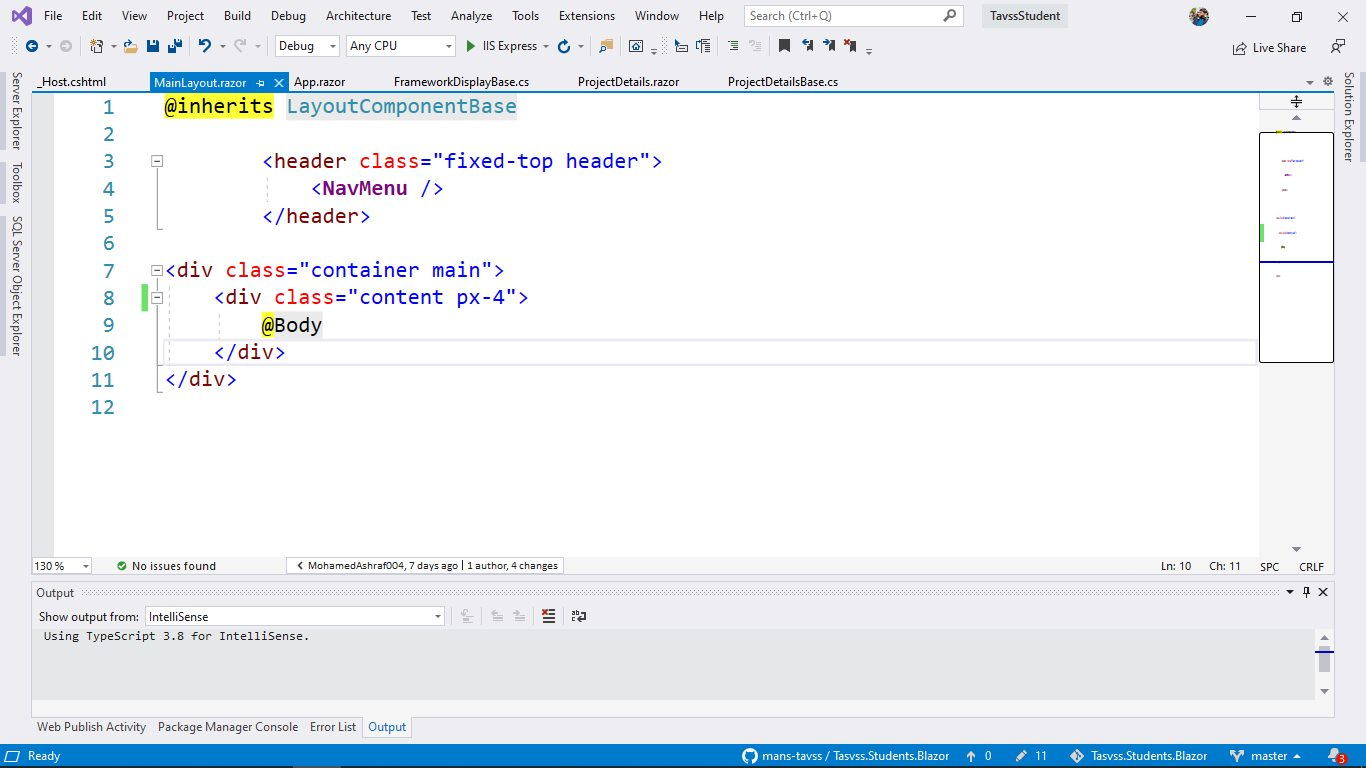 File Edit View Project Build Debug Architecture Test Analyze Tools Extensions Window Help Search (Ctrl+Q) TavssStudent
Debug Any CPU IIS Express Live Share
_Host.cshtml MainLayout.razor App.razor FrameworkDisplayBase.cs ProjectDetails.razor ProjectDetailsBase.cs
Server Explorer
Toolbox
SQL Server Object Explorer
Solution Explorer
1 @inherits LayoutComponentBase
2
3 <header class="fixed-top header">
4 <NavMenu />
5 </header>
6
7 <div class="container main">
8 <div class="content px-4">
9 @Body
10 </div>
11 </div>
12
130 % No issues found MohamedAshraf004, 7 days ago | 1 author, 4 changes Ln: 10 Ch: 11 SPC CRLF
Output
Show output from: IntelliSense
Using TypeScript 3.8 for IntelliSense.
Web Publish Activity Package Manager Console Error List Output
Ready mans-tavss / Tasvss.Students.Blazor 0 11 Tasvss.Students.Blazor master 3